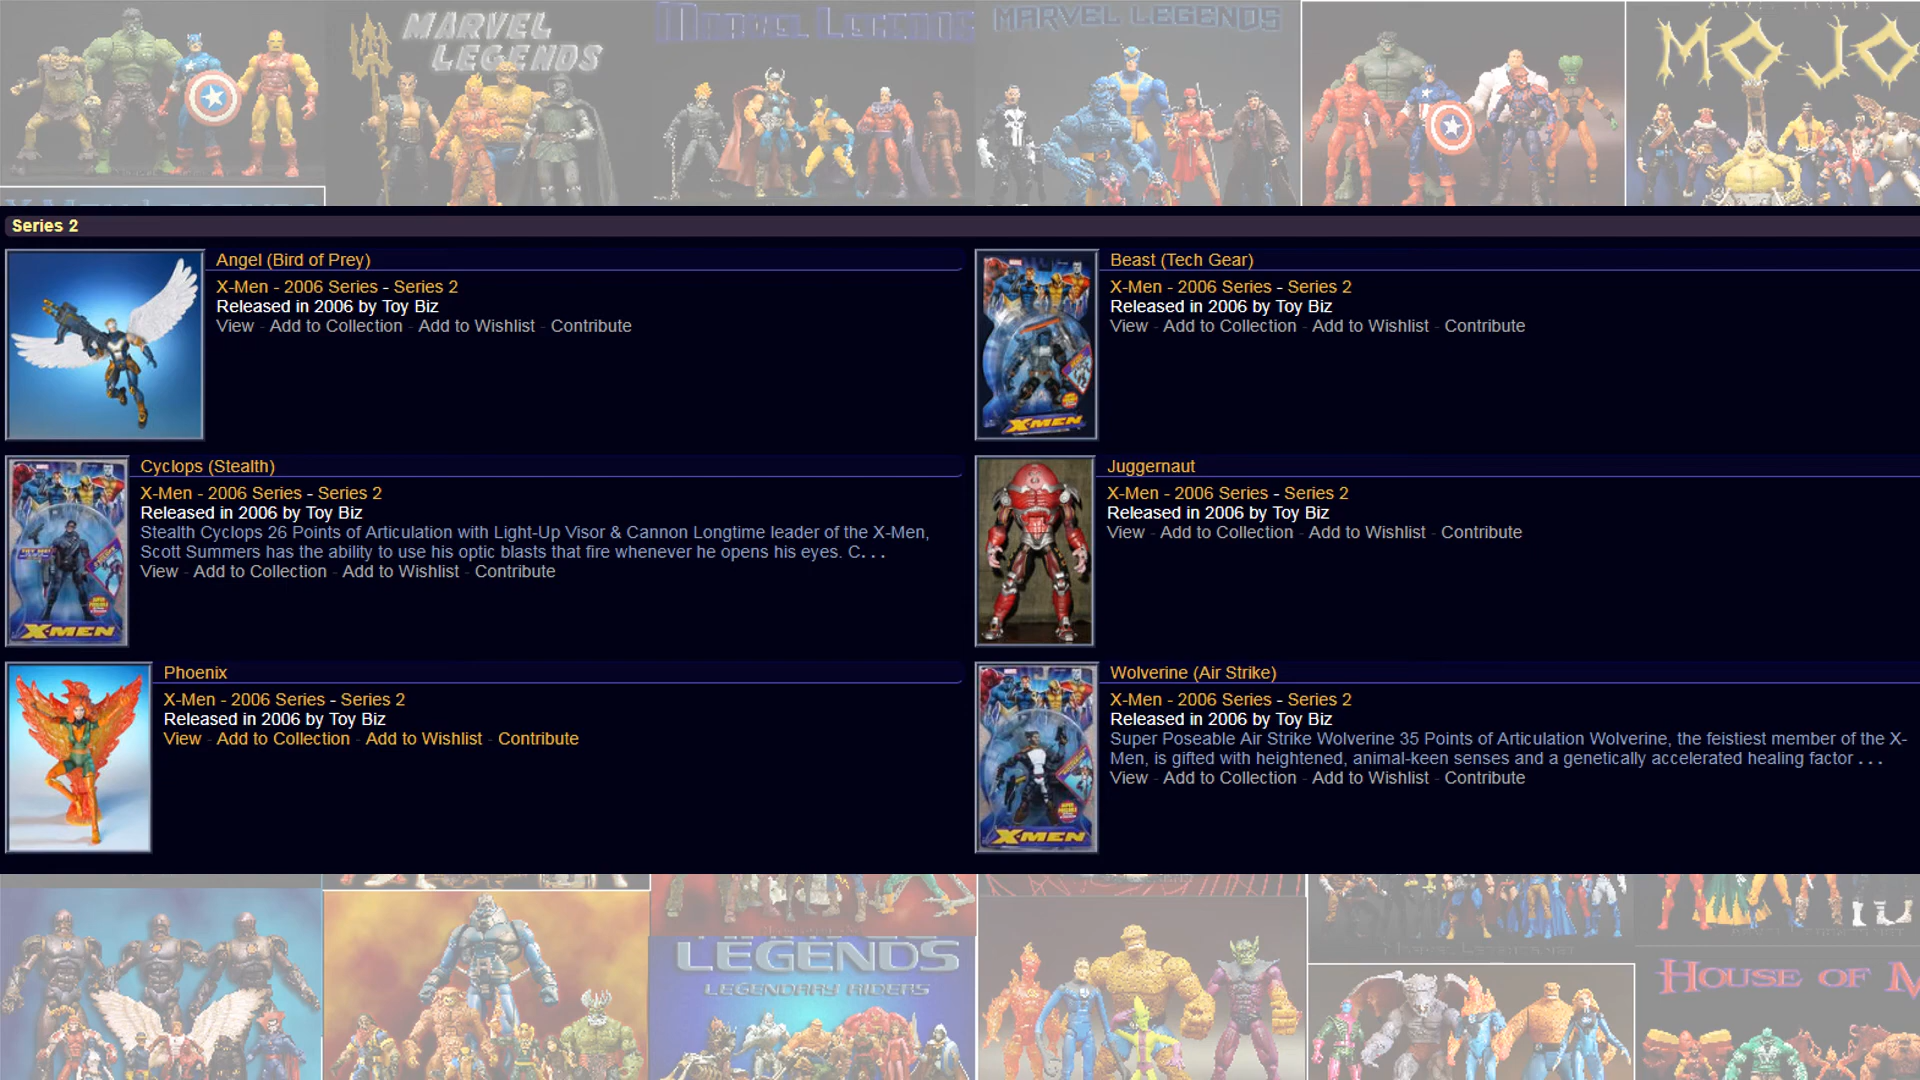 MARVEL
LEGENDS
MARVEL LEGENDS
MARVEL LEGENDS
MOJO
Series 2
Angel (Bird of Prey)
X-Men - 2006 Series - Series 2
Released in 2006 by Toy Biz
View - Add to Collection - Add to Wishlist - Contribute
Beast (Tech Gear)
X-Men - 2006 Series - Series 2
Released in 2006 by Toy Biz
View - Add to Collection - Add to Wishlist - Contribute
X-MEN
Cyclops (Stealth)
X-Men - 2006 Series - Series 2
Released in 2006 by Toy Biz
Stealth Cyclops 26 Points of Articulation with Light-Up Visor & Cannon Longtime leader of the X-Men,
Scott Summers has the ability to use his optic blasts that fire whenever he opens his eyes. C. . .
View - Add to Collection - Add to Wishlist - Contribute
X-MEN
Juggernaut
X-Men - 2006 Series - Series 2
Released in 2006 by Toy Biz
View - Add to Collection - Add to Wishlist - Contribute
Phoenix
X-Men - 2006 Series - Series 2
Released in 2006 by Toy Biz
View - Add to Collection - Add to Wishlist - Contribute
Wolverine (Air Strike)
X-Men - 2006 Series - Series 2
Released in 2006 by Toy Biz
Super Poseable Air Strike Wolverine 35 Points of Articulation Wolverine, the feistiest member of the X-
Men, is gifted with heightened, animal-keen senses and a genetically accelerated healing factor . . .
View - Add to Collection - Add to Wishlist - Contribute
X-MEN
LEGENDS
LEGENDARY RIDERS
HOUSE OF M